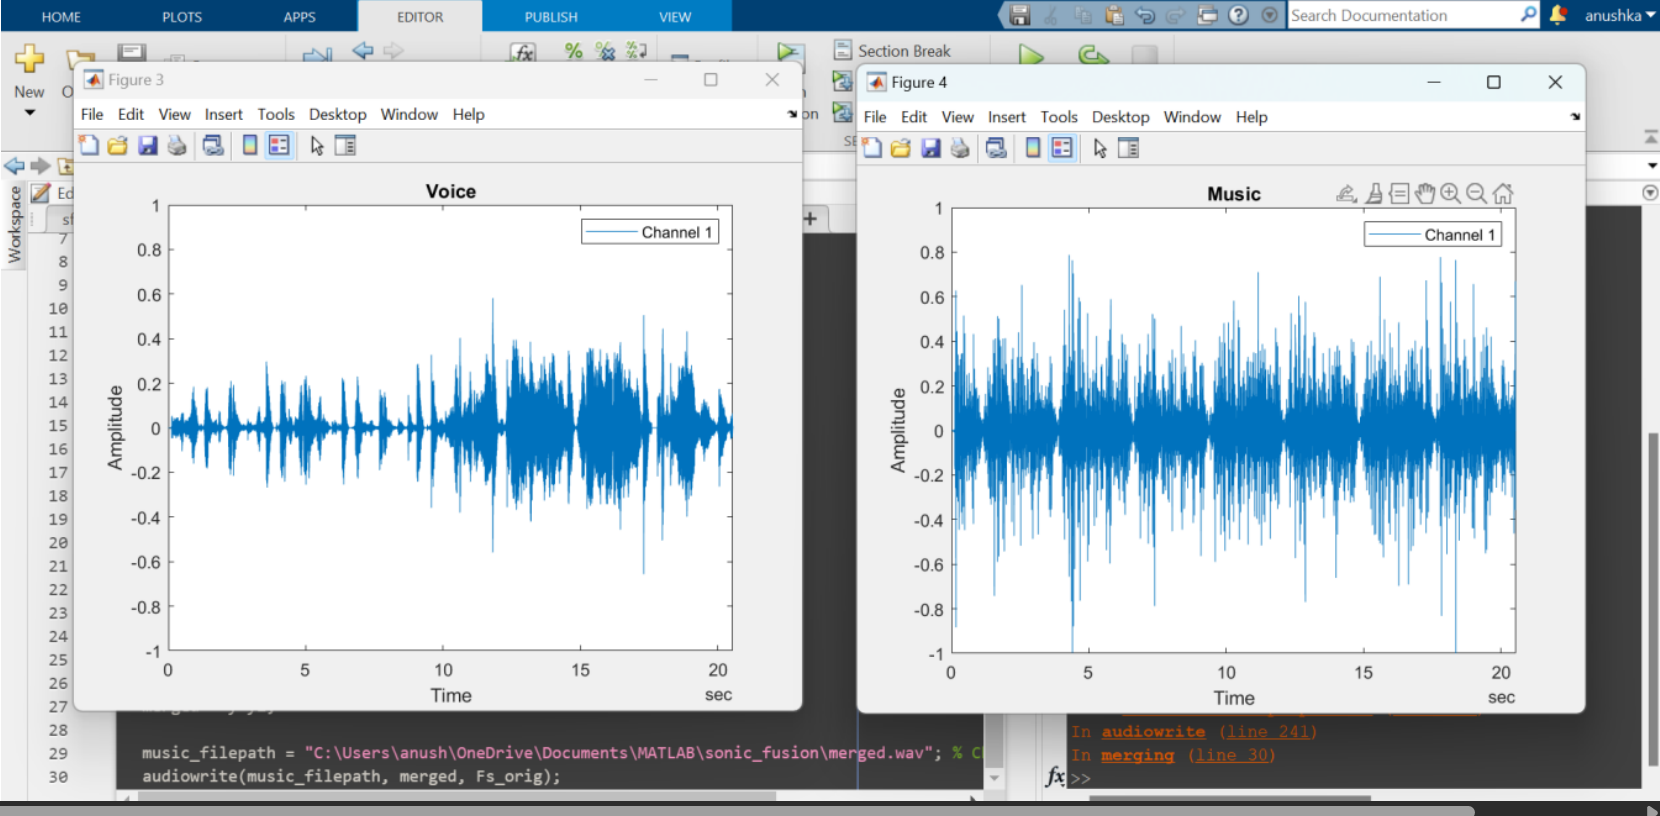 HOME PLOTS APPS EDITOR PUBLISH VIEW Search Documentation anushka
New
Section Break
Workspace
7
8
9
10
11
12
13
14
15
16
17
18
19
20
21
22
23
24
25
26
27
28
29 music_filepath = "C:\Users\anush\OneDrive\Documents\MATLAB\sonic_fusion\merged.wav"; %
30 audiowrite(music_filepath, merged, Fs_orig);
Figure 3
File Edit View Insert Tools Desktop Window Help
Voice
Channel 1
1
0.8
0.6
0.4
0.2
0
-0.2
-0.4
-0.6
-0.8
-1
Amplitude
0 5 10 15 20
Time sec
Figure 4
File Edit View Insert Tools Desktop Window Help
Music
Channel 1
1
0.8
0.6
0.4
0.2
0
-0.2
-0.4
-0.6
-0.8
-1
Amplitude
0 5 10 15 20
Time sec
In audiowrite (line 241)
In merging (line 30)
fx >>